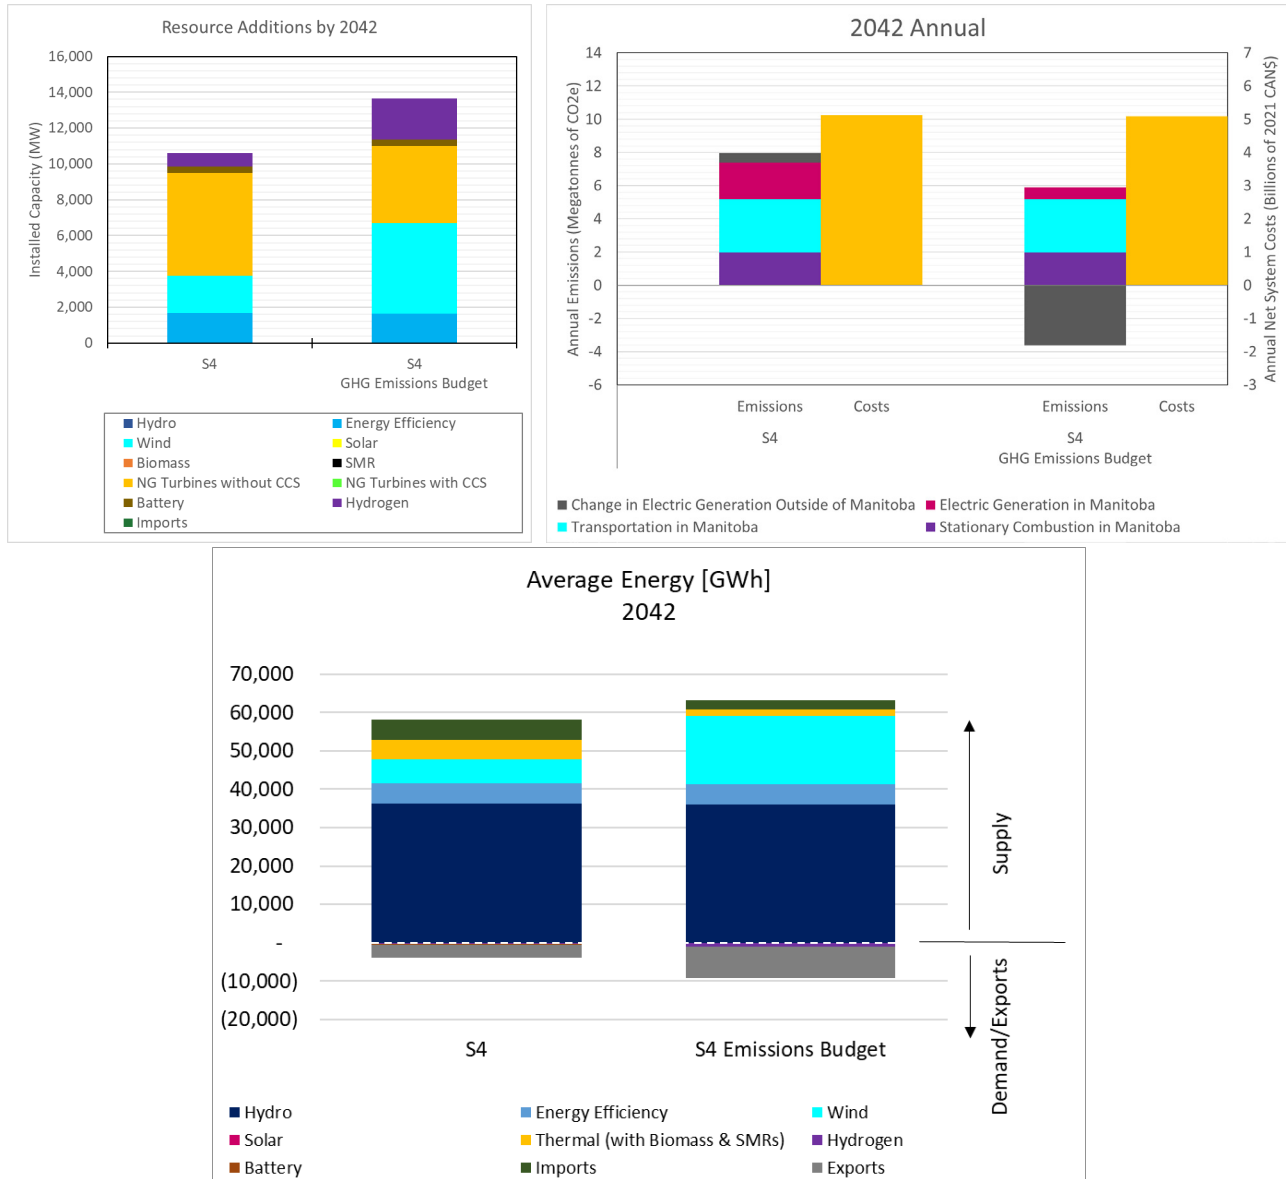 Resource Additions by 2042
16,000
14,000
12,000
10,000
8,000
6,000
4,000
2,000
0
Installed Capacity (MW)
S4
S4
GHG Emissions Budget
Hydro
Energy Efficiency
Wind
Solar
Biomass
SMR
NG Turbines without CCS
NG Turbines with CCS
Battery
Hydrogen
Imports
2042 Annual
14
12
10
8
6
4
2
0
-2
-4
-6
Annual Emissions (Megatonnes of CO2e)
7
6
5
4
3
2
1
0
-1
-2
-3
Annual Net System Costs (Billions of 2021 CAN$)
Emissions
Costs
Emissions
Costs
S4
S4
GHG Emissions Budget
Change in Electric Generation Outside of Manitoba
Electric Generation in Manitoba
Transportation in Manitoba
Stationary Combustion in Manitoba
Average Energy [GWh]
2042
70,000
60,000
50,000
40,000
30,000
20,000
10,000
-
(10,000)
(20,000)
Supply
Demand/Exports
S4
S4 Emissions Budget
Hydro
Energy Efficiency
Wind
Solar
Thermal (with Biomass & SMRs)
Hydrogen
Battery
Imports
Exports